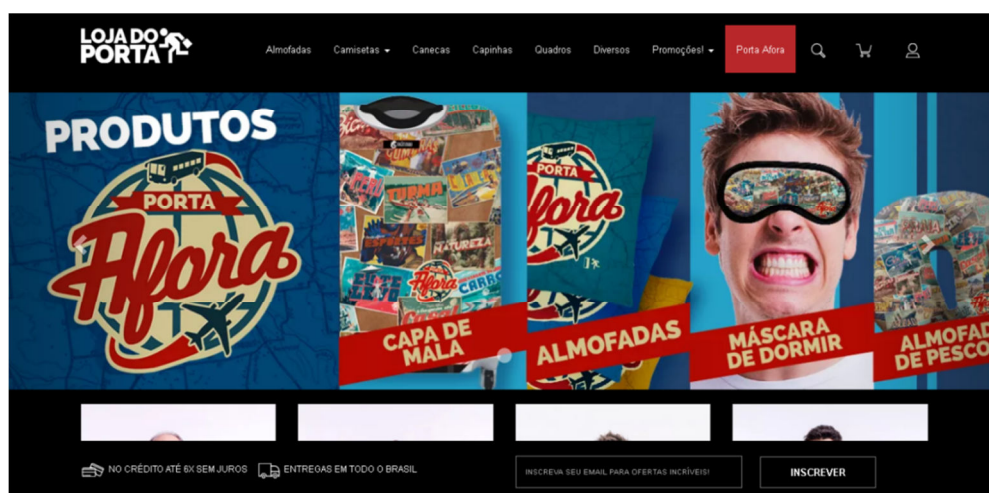 LOJA DO
PORTA
Almofadas
Camisetas
Canecas
Capinhas
Quadros
Diversos
Promoções!
Porta Afora
PRODUTOS
PORTA
Afora
TURMA
ESPORTES
NATUREZA
Afora
CAPA DE
MALA
PORTA
fora
ALMOFADAS
MÁSCARA
DE DORMIR
ALMOFAD
DE PESCO
NO CRÉDITO ATÉ 6X SEM JUROS
ENTREGAS EM TODO O BRASIL
INSCREVA SEU EMAIL PARA OFERTAS INCRÍVEIS!
INSCREVER